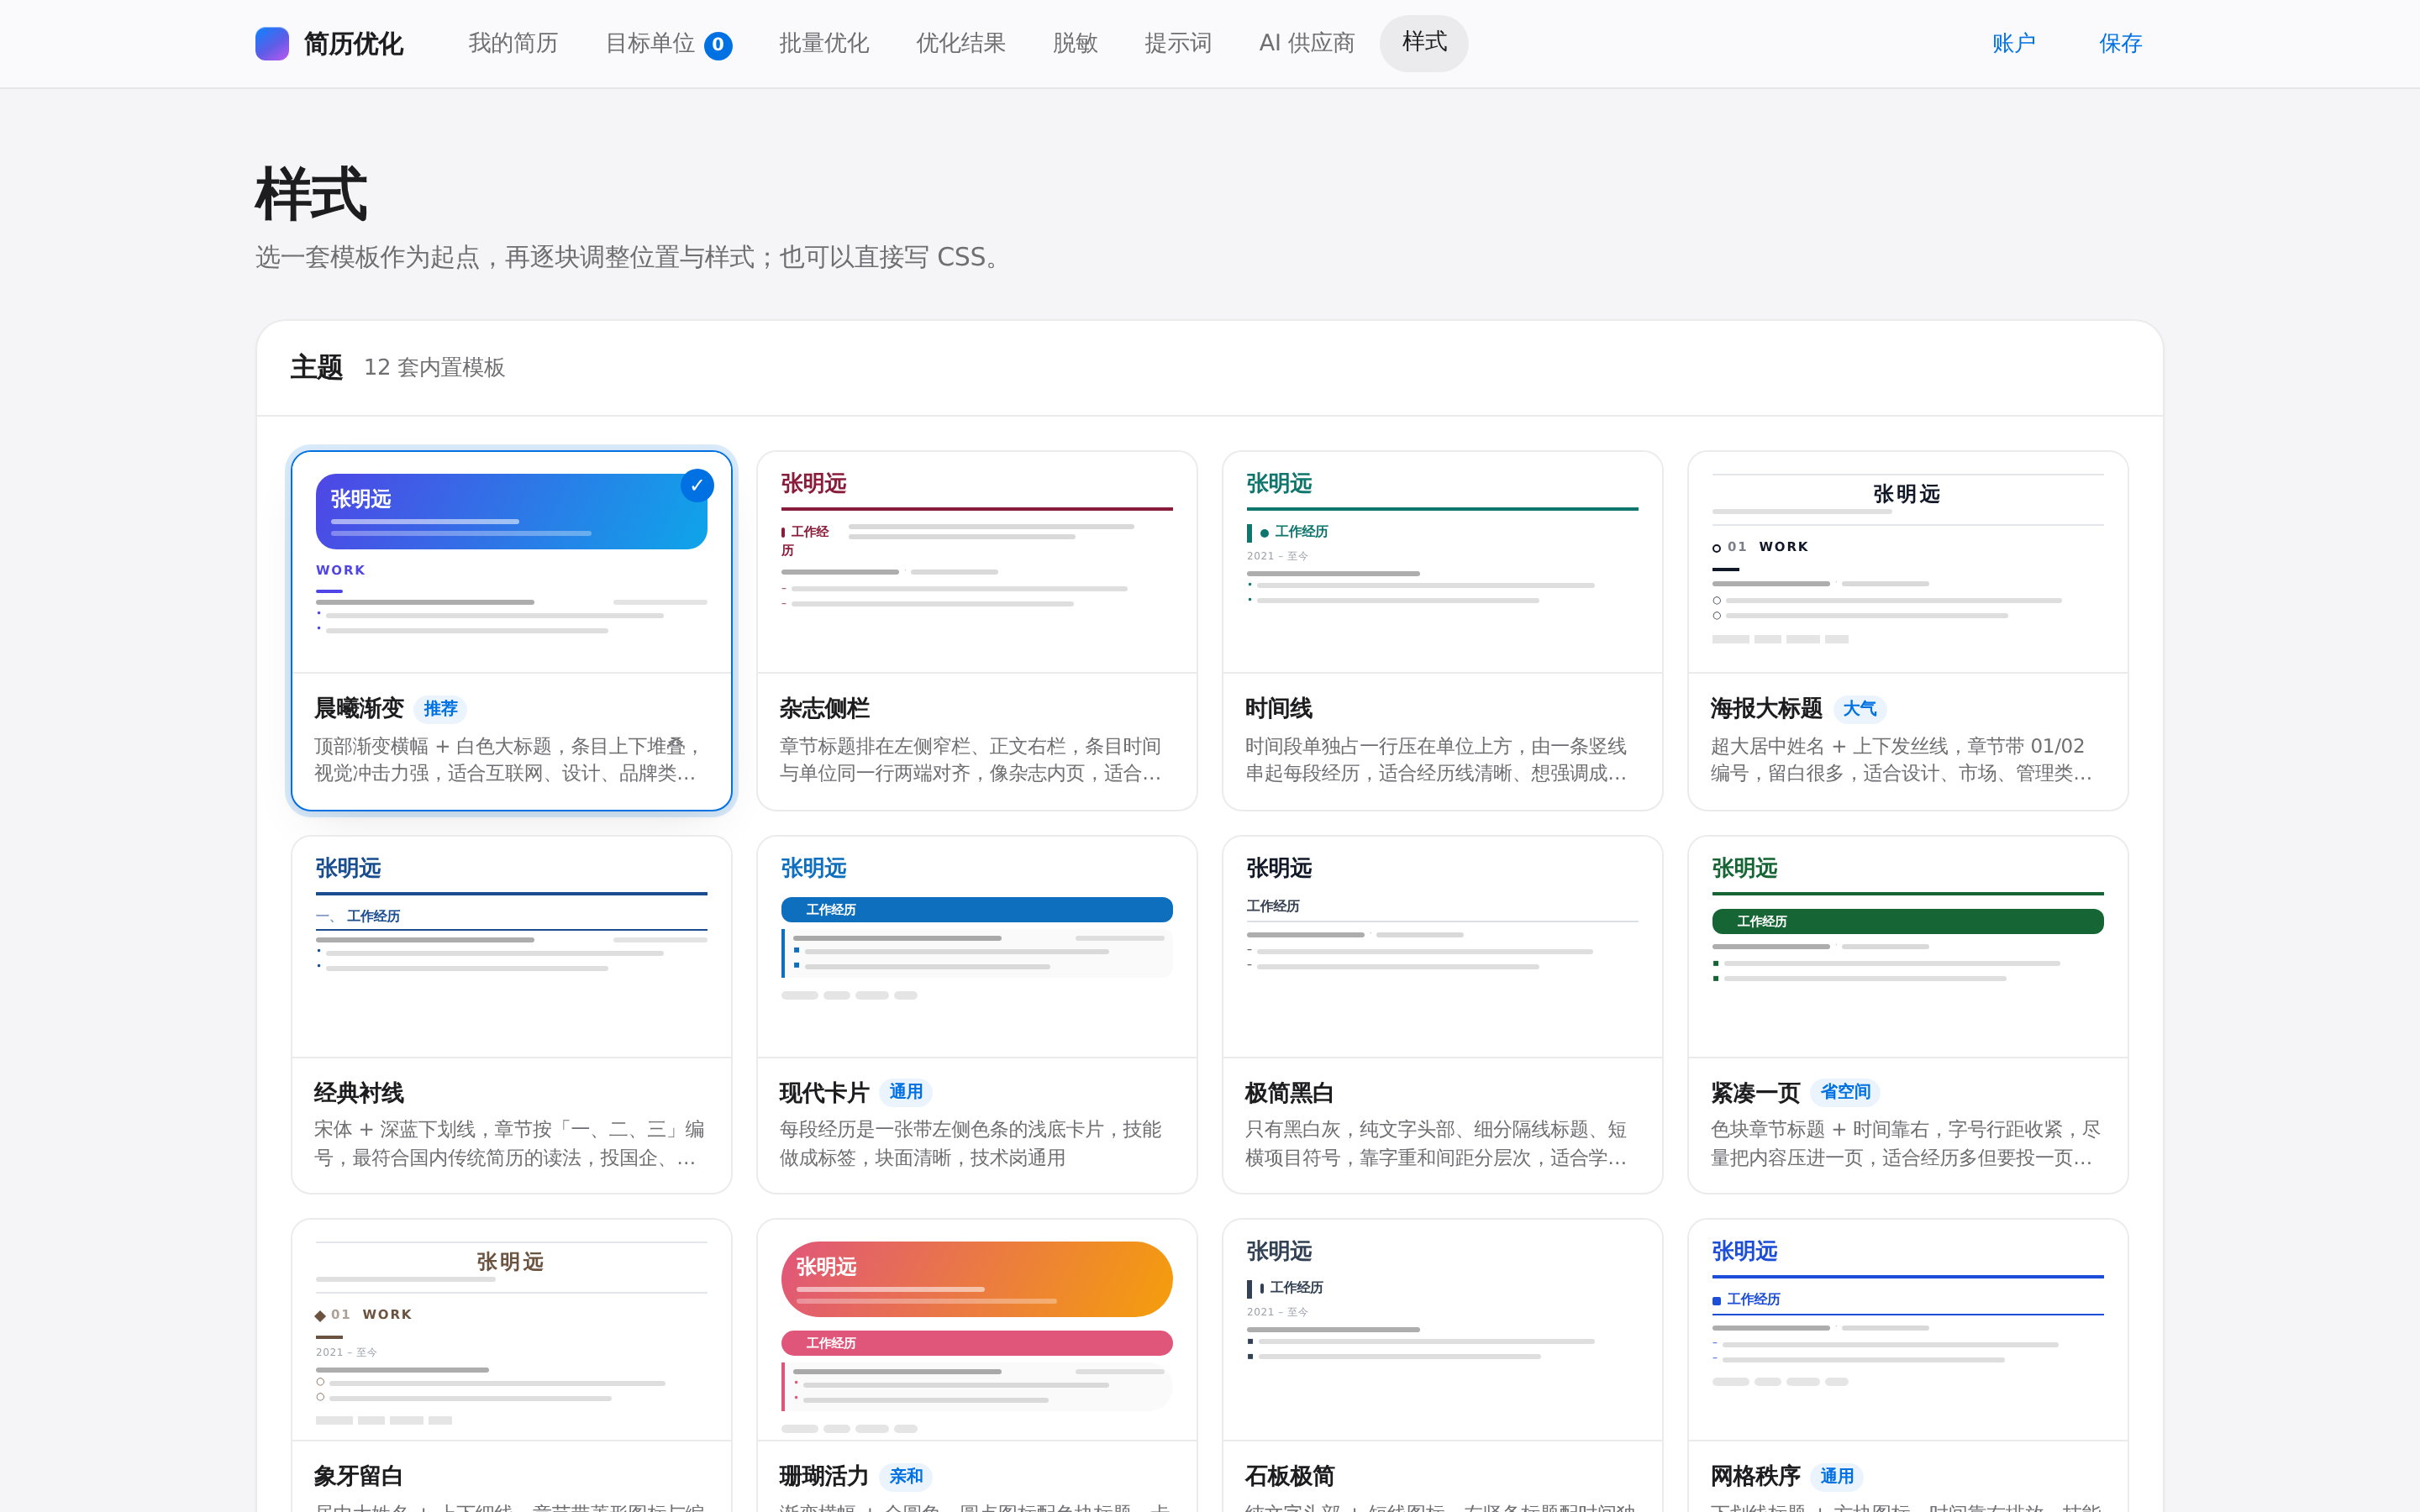 简历优化 我的简历 目标单位 0 批量优化 优化结果 脱敏 提示词 AI 供应商 样式 账户 保存
样式
选一套模板作为起点，再逐块调整位置与样式；也可以直接写 CSS。
主题 12 套内置模板
张明远
WORK
晨曦渐变 推荐
顶部渐变横幅 + 白色大标题，条目上下堆叠，
视觉冲击力强，适合互联网、设计、品牌类…
张明远
工作经
历
杂志侧栏
章节标题排在左侧窄栏、正文右栏，条目时间
与单位同一行两端对齐，像杂志内页，适合…
张明远
工作经历
2021 – 至今
时间线
时间段单独占一行压在单位上方，由一条竖线
串起每段经历，适合经历线清晰、想强调成…
张明远
01 WORK
海报大标题 大气
超大居中姓名 + 上下发丝线，章节带 01/02
编号，留白很多，适合设计、市场、管理类…
张明远
一、 工作经历
经典衬线
宋体 + 深蓝下划线，章节按「一、二、三」编
号，最符合国内传统简历的读法，投国企、…
张明远
工作经历
现代卡片 通用
每段经历是一张带左侧色条的浅底卡片，技能
做成标签，块面清晰，技术岗通用
张明远
工作经历
极简黑白
只有黑白灰，纯文字头部、细分隔线标题、短
横项目符号，靠字重和间距分层次，适合学…
张明远
工作经历
紧凑一页 省空间
色块章节标题 + 时间靠右，字号行距收紧，尽
量把内容压进一页，适合经历多但要投一页…
张明远
01 WORK
2021 – 至今
象牙留白
张明远
工作经历
珊瑚活力 亲和
张明远
工作经历
2021 – 至今
石板极简
张明远
工作经历
网格秩序 通用